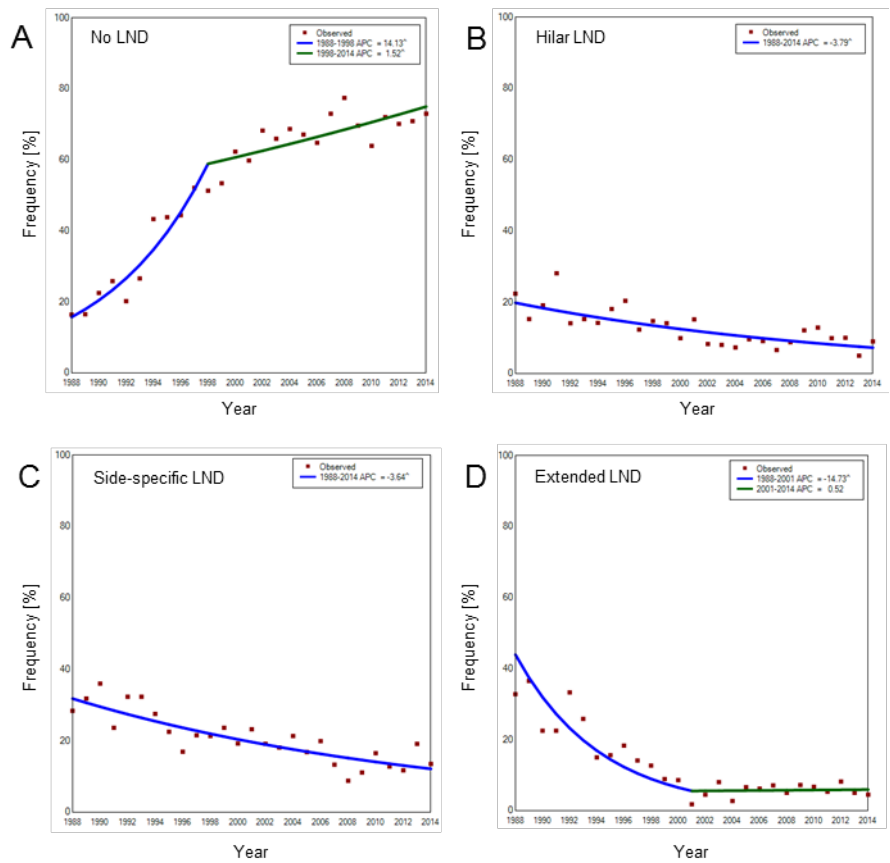 A
No LND
Observed
1988-1998 APC = 14.13^
1998-2014 APC = 1.52^
Frequency [%]
100
80
60
40
20
0
1988 1990 1992 1994 1996 1998 2000 2002 2004 2006 2008 2010 2012 2014
Year
B
Hilar LND
Observed
1988-2014 APC = -3.79^
Frequency [%]
100
80
60
40
20
0
1988 1990 1992 1994 1996 1998 2000 2002 2004 2006 2008 2010 2012 2014
Year
C
Side-specific LND
Observed
1988-2014 APC = -3.64^
Frequency [%]
100
80
60
40
20
0
1988 1990 1992 1994 1996 1998 2000 2002 2004 2006 2008 2010 2012 2014
Year
D
Extended LND
Observed
1988-2001 APC = -14.73^
2001-2014 APC = 0.52
Frequency [%]
100
80
60
40
20
0
1988 1990 1992 1994 1996 1998 2000 2002 2004 2006 2008 2010 2012 2014
Year